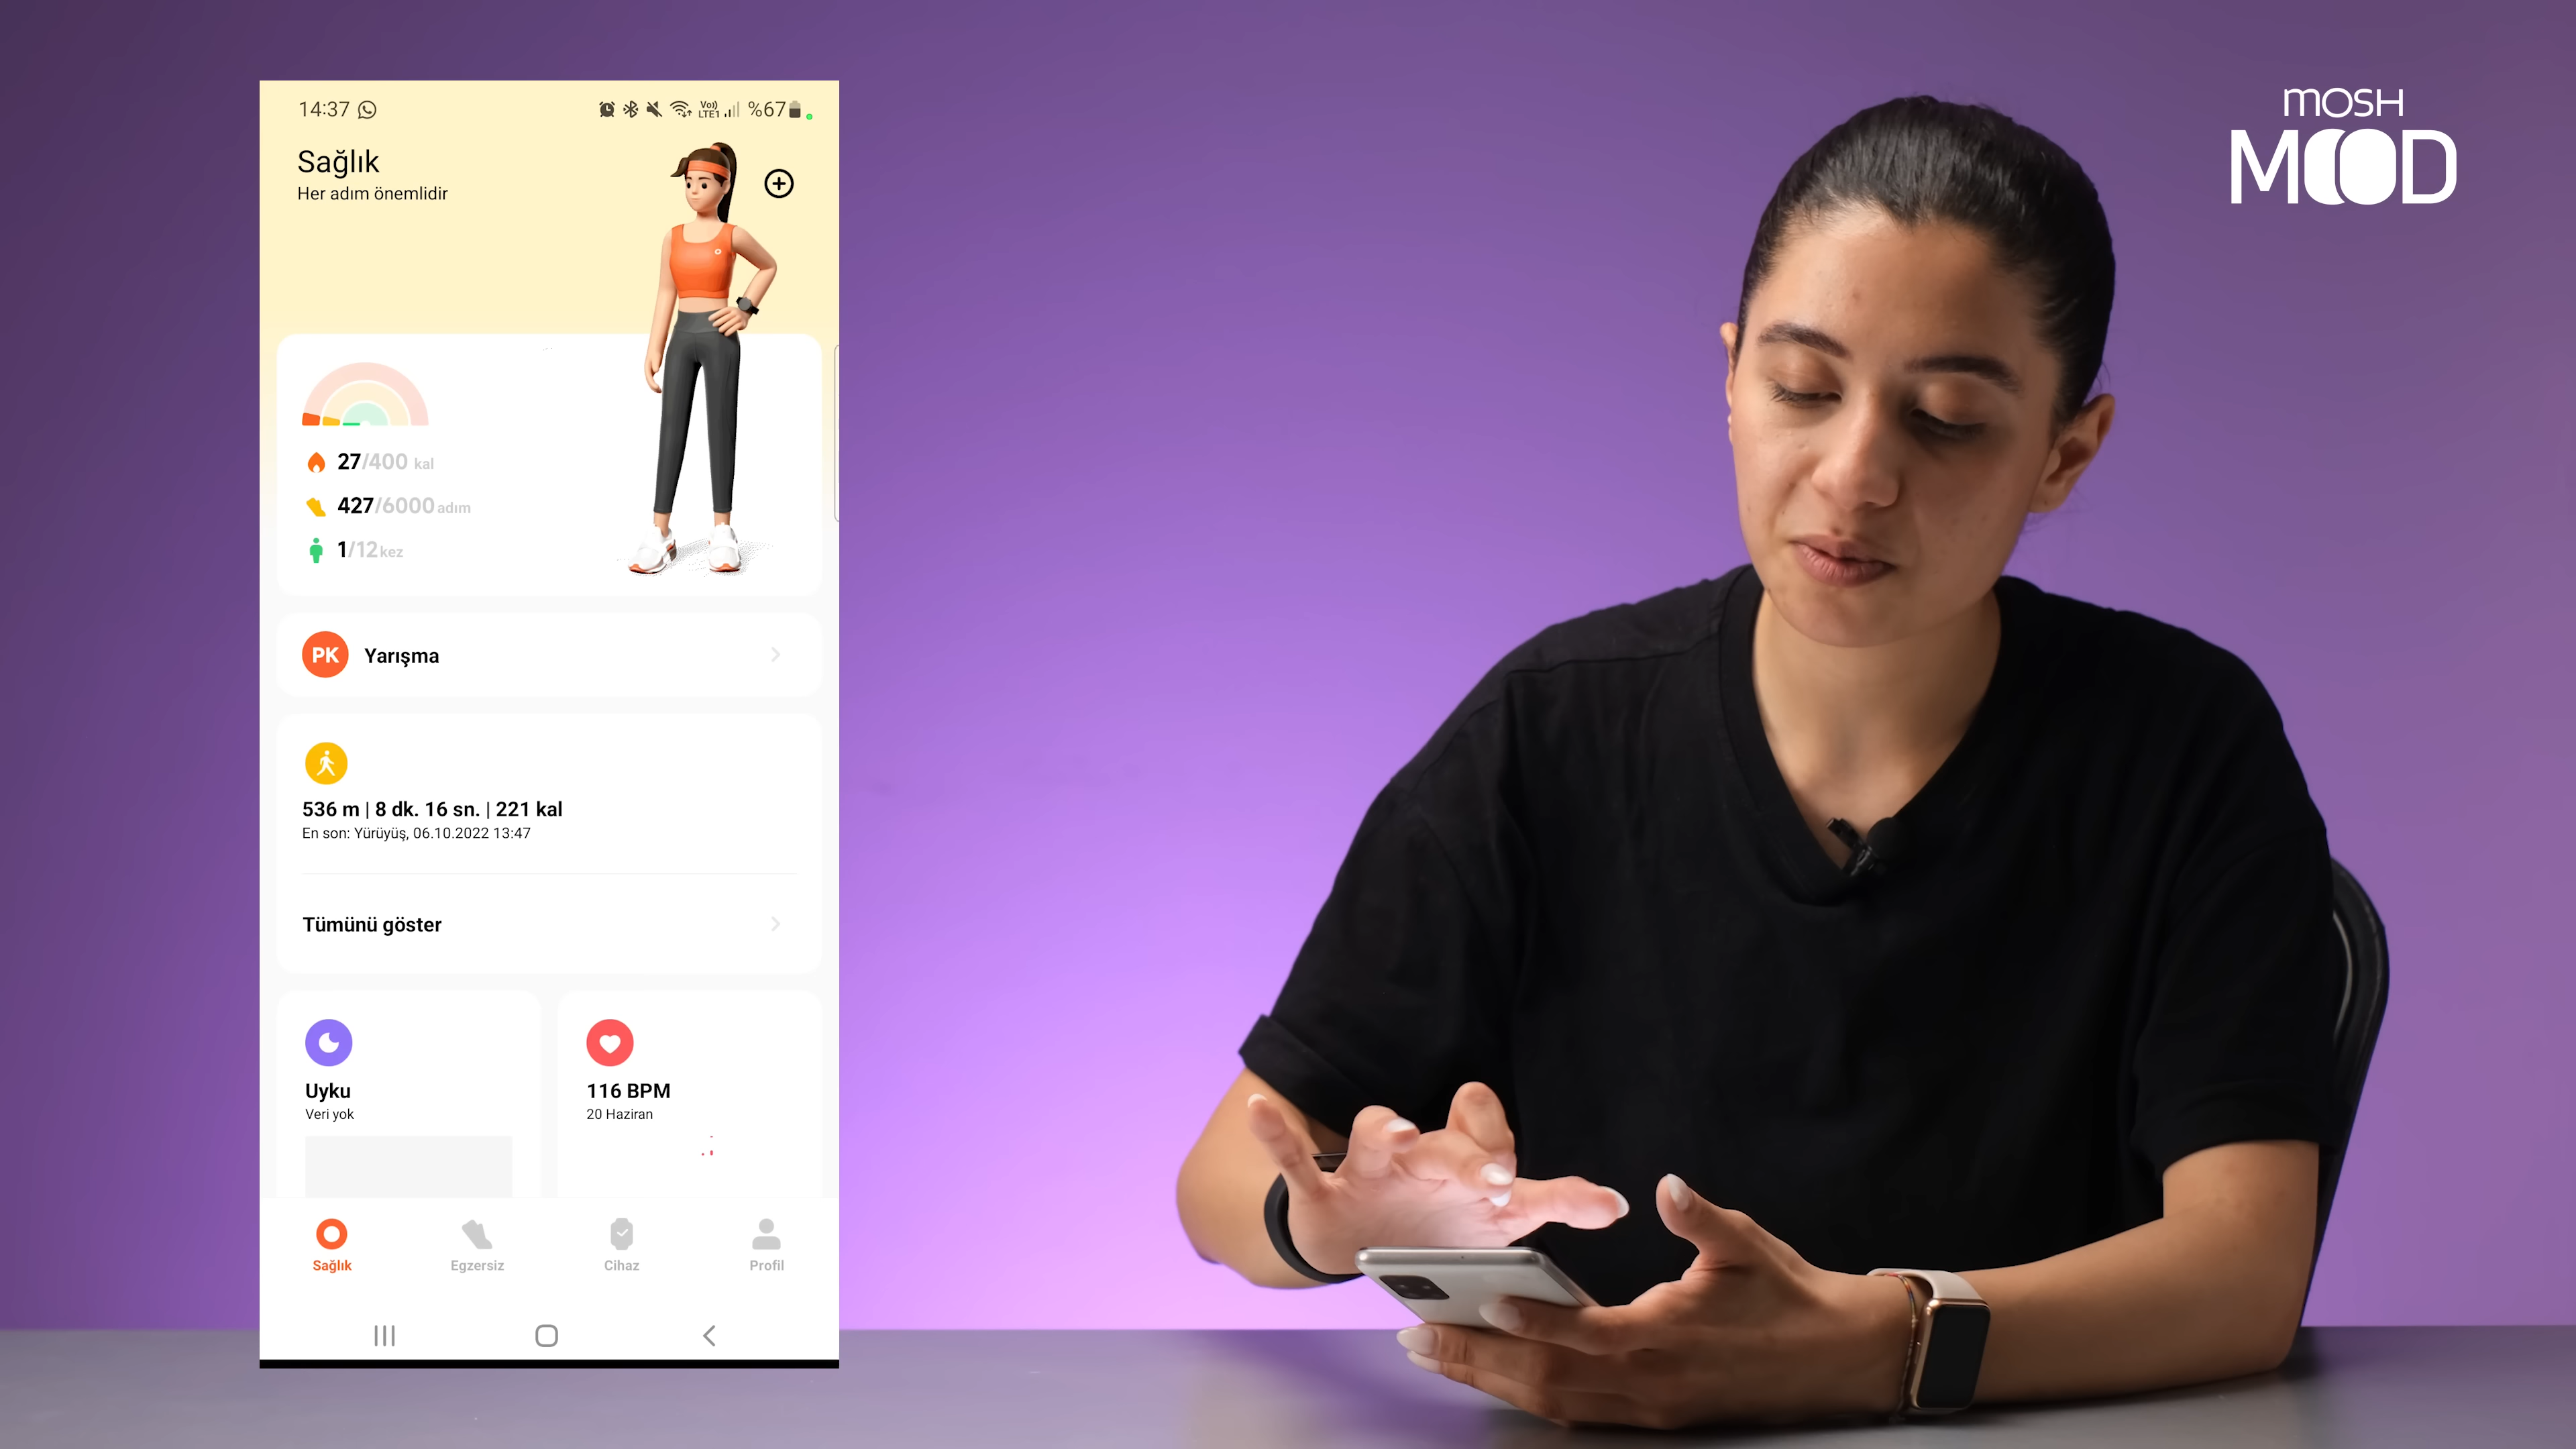 14:37
Vo))
LTE1
%67
Sağlık
Her adım önemlidir
27/400 kal
427/6000 adım
1/12 kez
PK Yarışma
536 m | 8 dk. 16 sn. | 221 kal
En son: Yürüyüş, 06.10.2022 13:47
Tümünü göster
Uyku
Veri yok
116 BPM
20 Haziran
Sağlık
Egzersiz
Cihaz
Profil
mosh
MOOD